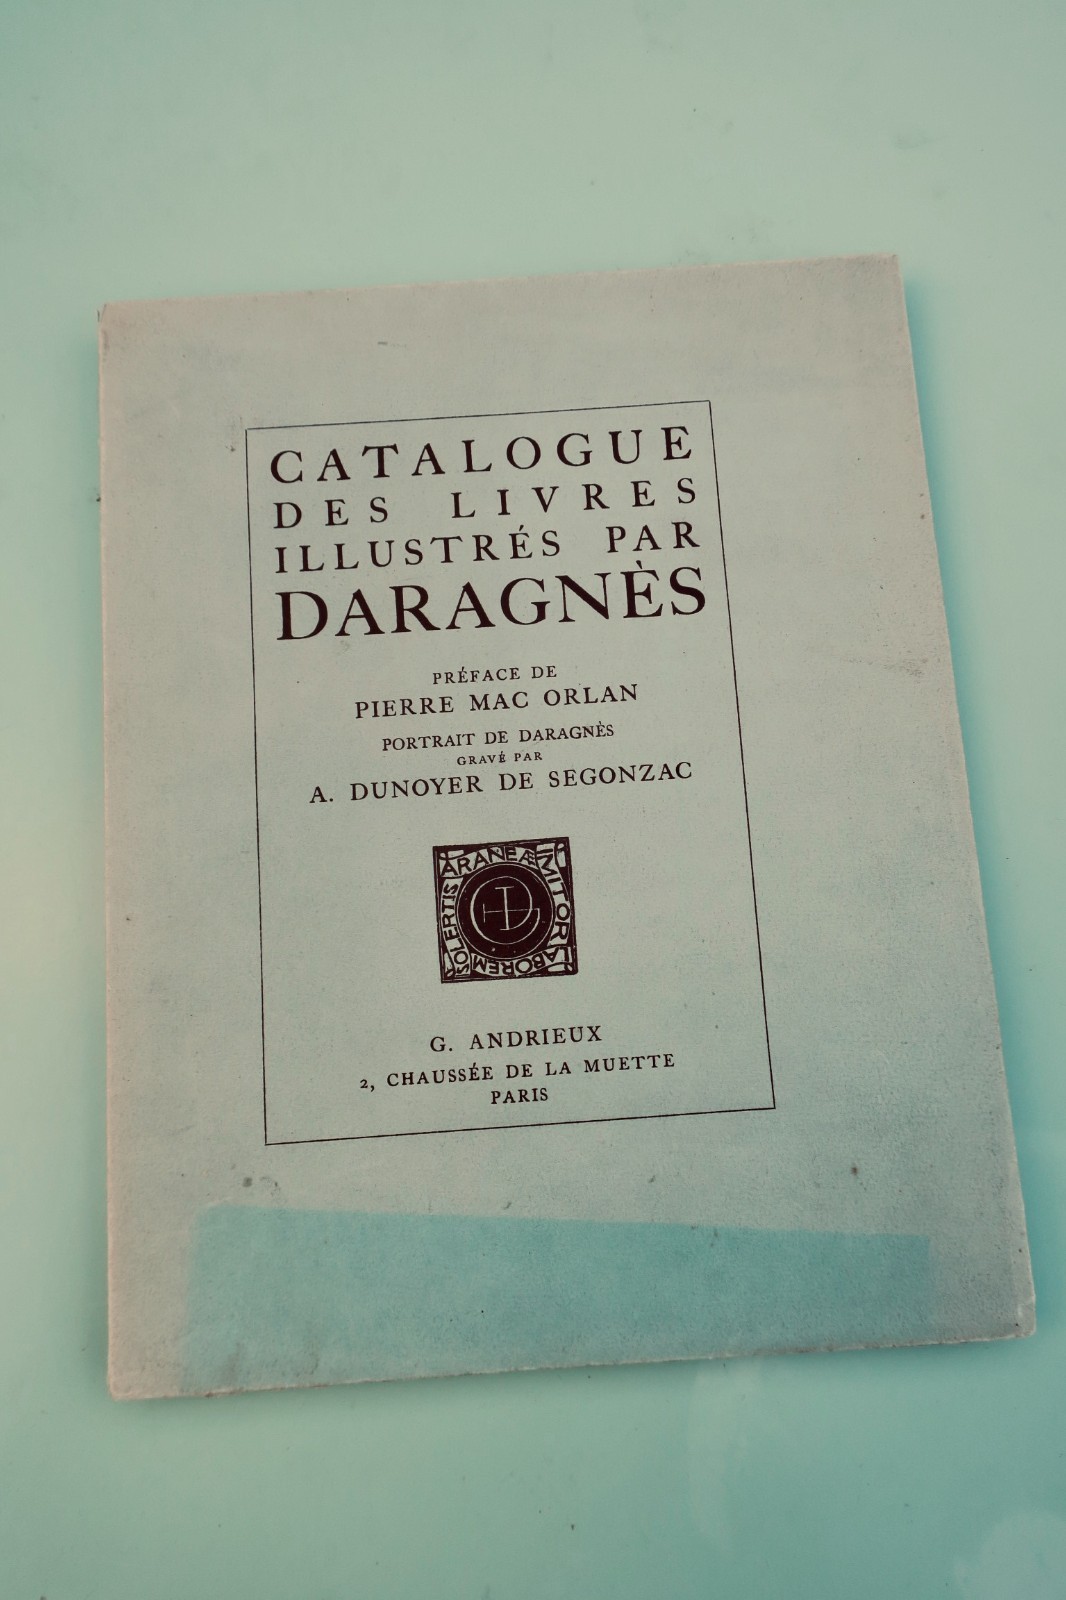 CATALOGUE
DES LIVRES
ILLUSTRÉS PAR
DARAGNÈS
PRÉFACE DE
PIERRE MAC ORLAN
PORTRAIT DE DARAGNÈS
GRAVÉ PAR
A. DUNOYER DE SEGONZAC
ARANEÆ
IMITOR
LABOREM
SOLERTIS
G. ANDRIEUX
2, CHAUSSÉE DE LA MUETTE
PARIS